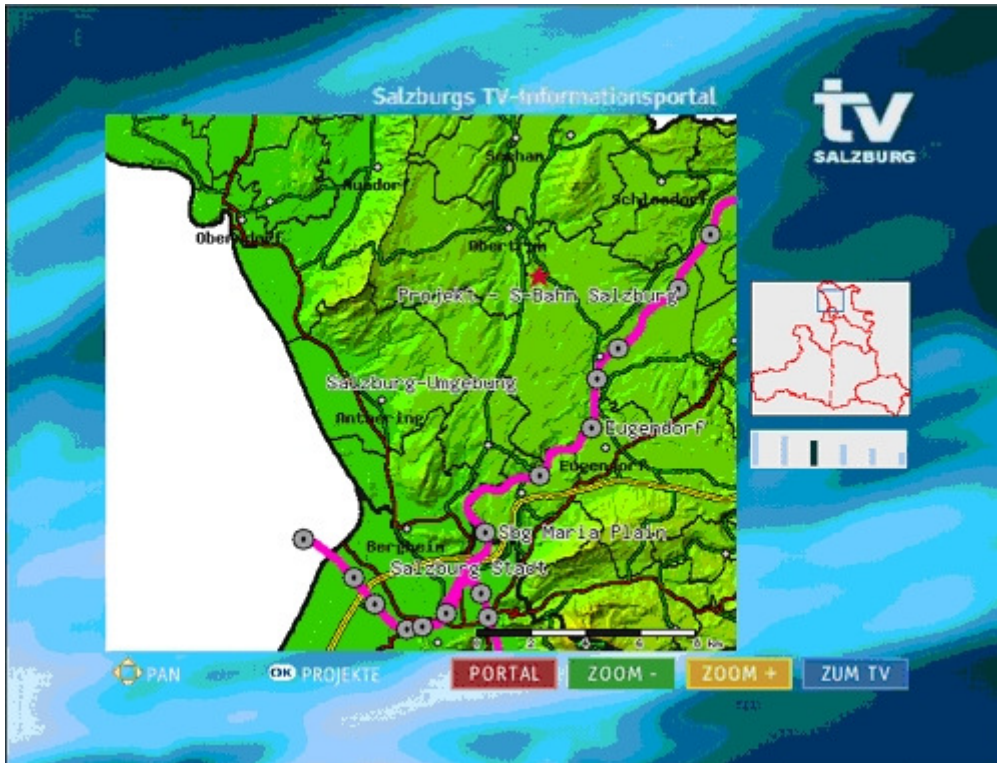 Salzburgs TV-Informationsportal
tv
SALZBURG
Nußdorf
Schleedorf
Oberndorf
Obertrum
Projekt - S-Bahn Salzburg
Salzburg-Umgebung
Anthering
2
Eugendorf
Eugendorf
Sbg Maria Plain
Bergheim
Salzburg Stadt
0 2 4 6 8 Km
PAN
OK PROJEKTE
PORTAL
ZOOM -
ZOOM +
ZUM TV